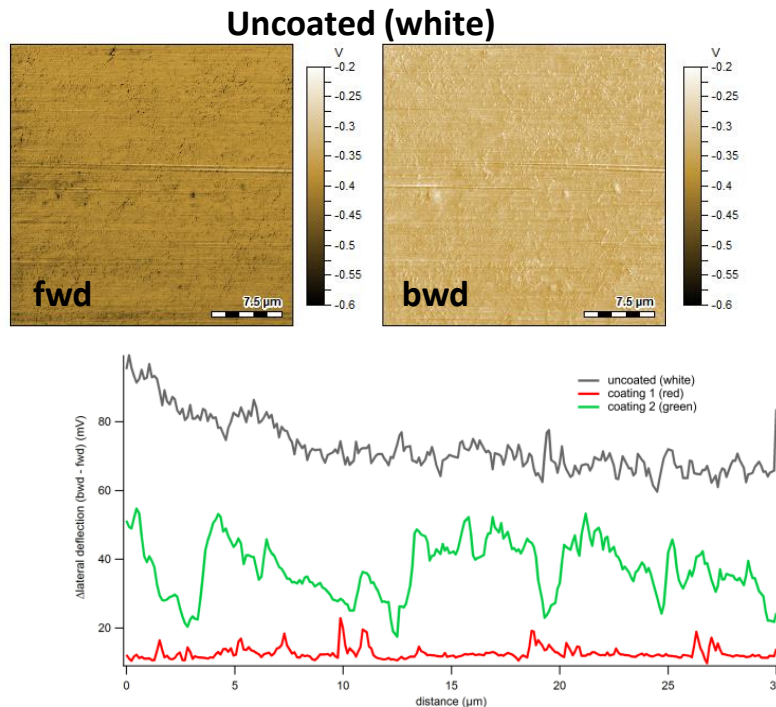 Uncoated (white)
V
-0.2
-0.25
-0.3
-0.35
-0.4
-0.45
-0.5
-0.55
-0.6
fwd
7.5 µm
V
-0.2
-0.25
-0.3
-0.35
-0.4
-0.45
-0.5
-0.55
-0.6
bwd
7.5 µm
uncoated (white)
coating 1 (red)
coating 2 (green)
Δlateral deflection (bwd - fwd) (mV)
80
60
40
20
0
5
10
15
20
25
distance (µm)